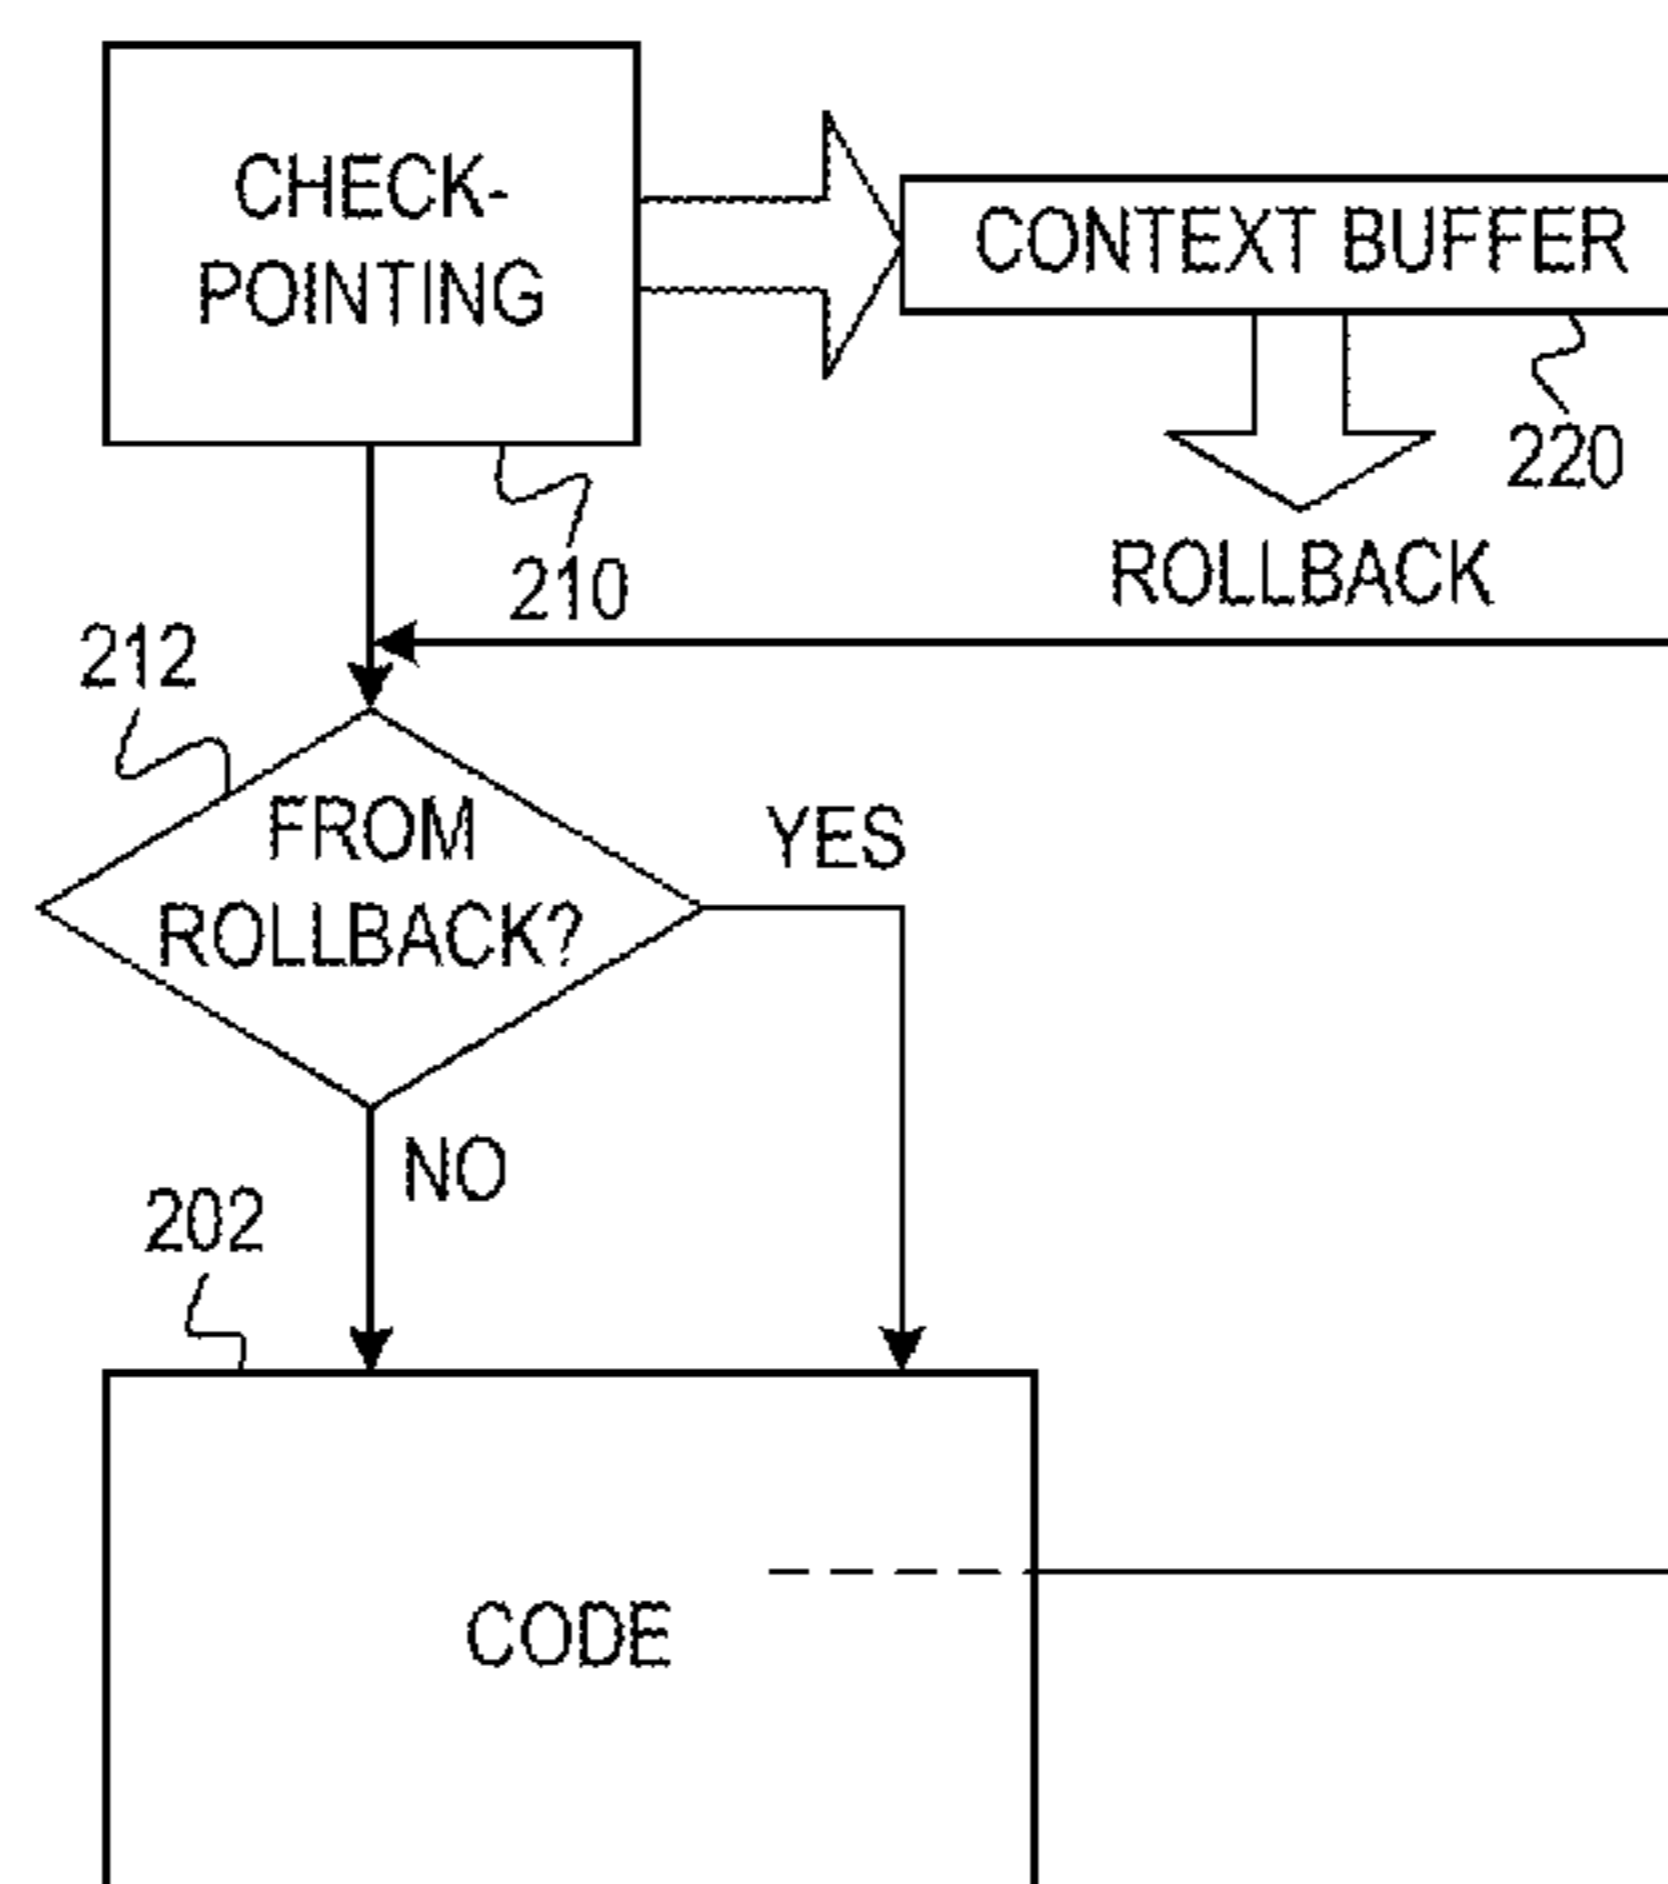 CHECK-
POINTING
CONTEXT BUFFER
220
210
ROLLBACK
212
FROM
ROLLBACK?
YES
NO
202
CODE